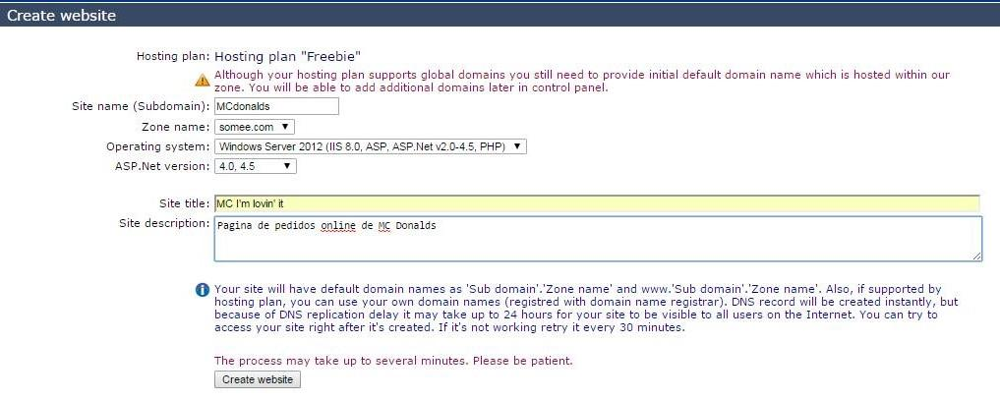 Create website
Hosting plan: Hosting plan "Freebie"
Although your hosting plan supports global domains you still need to provide initial default domain name which is hosted within our
zone. You will be able to add additional domains later in control panel.
Site name (Subdomain): MCdonalds
Zone name: somee.com
Operating system: Windows Server 2012 (IIS 8.0, ASP, ASP.Net v2.0-4.5, PHP)
ASP.Net version: 4.0, 4.5
Site title: MC I'm lovin' it
Site description: Pagina de pedidos online de MC Donalds
Your site will have default domain names as 'Sub domain'.'Zone name' and www.'Sub domain'.'Zone name'. Also, if supported by
hosting plan, you can use your own domain names (registred with domain name registrar). DNS record will be created instantly, but
because of DNS replication delay it may take up to 24 hours for your site to be visible to all users on the Internet. You can try to
access your site right after it's created. If it's not working retry it every 30 minutes.
The process may take up to several minutes. Please be patient.
Create website